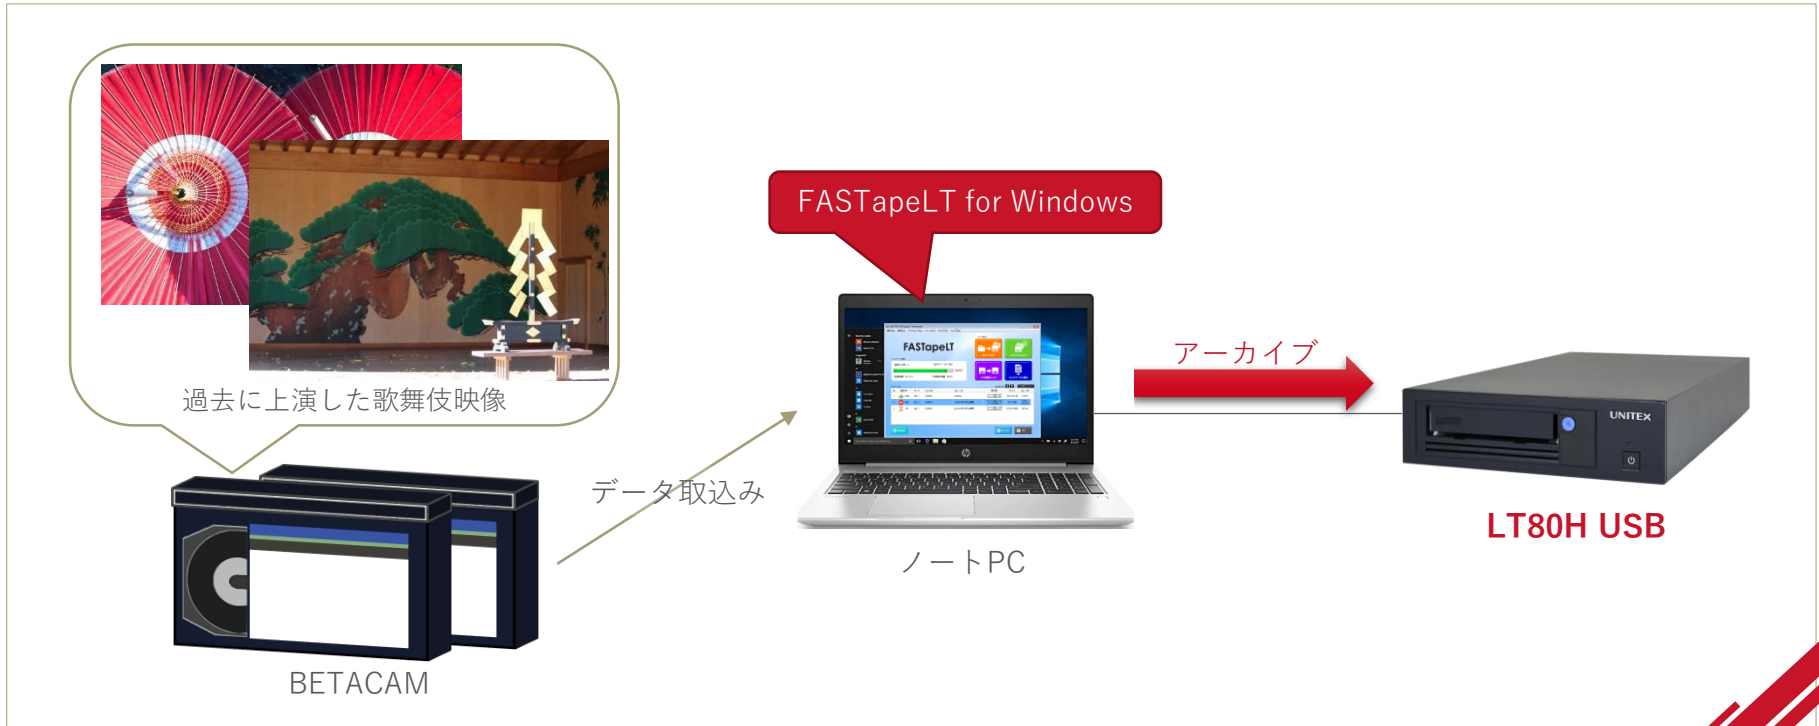 過去に上演した歌舞伎映像
BETACAM
データ取込み
FASTapeLT for Windows
FASTapeLT
ノートPC
アーカイブ
UNITEX
LT80H USB